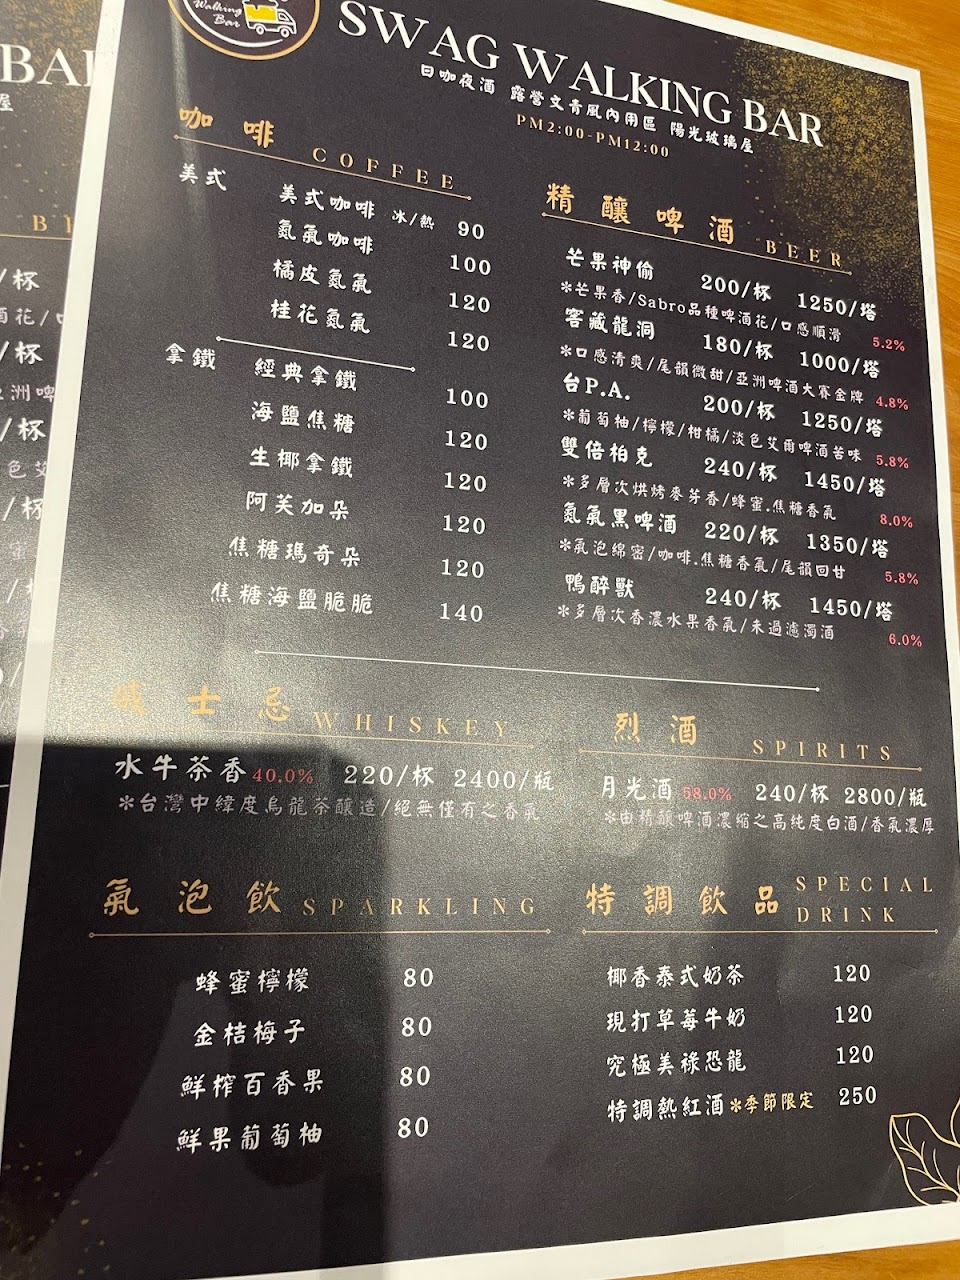 Walking
Bar
SWAG WALKING BAR
日咖夜酒 露營文青風內用區 陽光玻璃屋
PM2:00-PM12:00
咖啡 COFFEE
美式
美式咖啡 冰/熱 90
氮氣咖啡 100
橘皮氮氣 120
桂花氮氣 120
拿鐵
經典拿鐵 100
海鹽焦糖 120
生椰拿鐵 120
阿芙加朵 120
焦糖瑪奇朵 120
焦糖海鹽脆脆 140
精釀啤酒 BEER
芒果神偷 200/杯 1250/塔
*芒果香/Sabro品種啤酒花/口感順滑 5.2%
窖藏龍洞 180/杯 1000/塔
*口感清爽/尾韻微甜/亞洲啤酒大賽金牌 4.8%
台P.A. 200/杯 1250/塔
*葡萄柚/檸檬/柑橘/淡色艾爾啤酒苦味 5.8%
雙倍柏克 240/杯 1450/塔
*多層次烘烤麥芽香/蜂蜜.焦糖香氣 8.0%
氮氣黑啤酒 220/杯 1350/塔
*氣泡綿密/咖啡.焦糖香氣/尾韻回甘 5.8%
鴨醉獸 240/杯 1450/塔
*多層次香濃水果香氣/未過濾濁酒 6.0%
威士忌 WHISKEY
水牛茶香 40.0% 220/杯 2400/瓶
*台灣中緯度烏龍茶釀造/絕無僅有之香氣
烈酒 SPIRITS
月光酒 58.0% 240/杯 2800/瓶
*由精釀啤酒濃縮之高純度白酒/香氣濃厚
氣泡飲 SPARKLING
蜂蜜檸檬 80
金桔梅子 80
鮮榨百香果 80
鮮果葡萄柚 80
特調飲品 SPECIAL
DRINK
椰香泰式奶茶 120
現打草莓牛奶 120
究極美祿恐龍 120
特調熱紅酒*季節限定 250